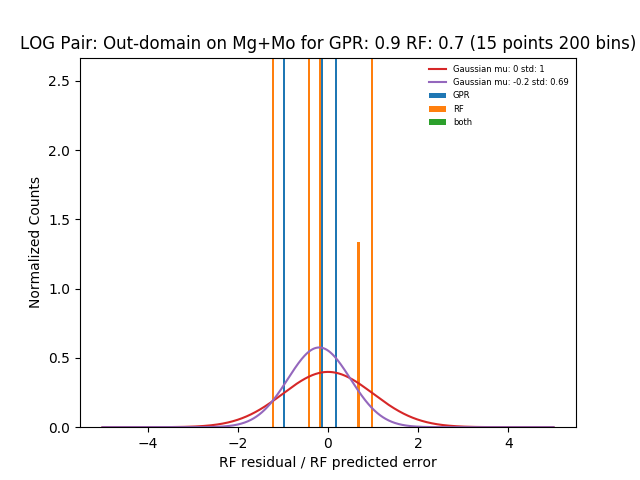 LOG Pair: Out-domain on Mg+Mo for GPR: 0.9 RF: 0.7 (15 points 200 bins)
Gaussian mu: 0 std: 1
Gaussian mu: -0.2 std: 0.69
GPR
RF
both
Normalized Counts
2.5
2.0
1.5
1.0
0.5
0.0
−4 −2 0 2 4
RF residual / RF predicted error